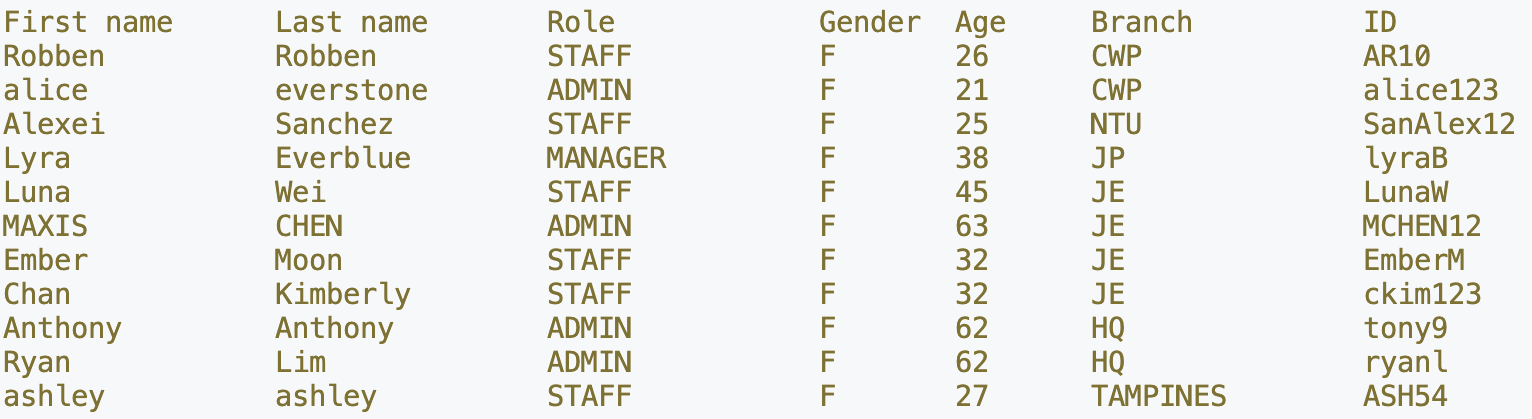 First name Last name Role Gender Age Branch ID
Robben Robben STAFF F 26 CWP AR10
alice everstone ADMIN F 21 CWP alice123
Alexei Sanchez STAFF F 25 NTU SanAlex12
Lyra Everblue MANAGER F 38 JP lyraB
Luna Wei STAFF F 45 JE LunaW
MAXIS CHEN ADMIN F 63 JE MCHEN12
Ember Moon STAFF F 32 JE EmberM
Chan Kimberly STAFF F 32 JE ckim123
Anthony Anthony ADMIN F 62 HQ tony9
Ryan Lim ADMIN F 62 HQ ryanl
ashley ashley STAFF F 27 TAMPINES ASH54